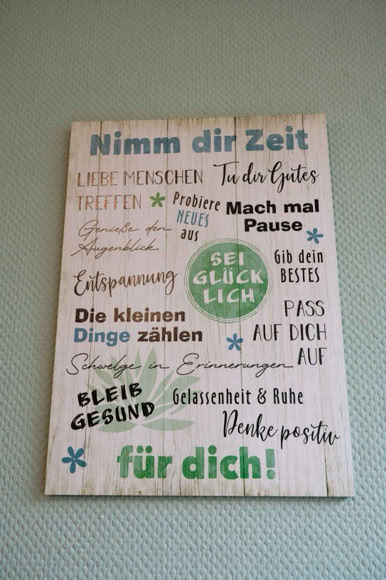 Nimm dir Zeit
LIEBE MENSCHEN
TREFFEN
Tu dir Gutes
Probiere
NEUES
aus
Mach mal
Pause
Genieße den
Augenblick
SEI
GLÜCK
LICH
Gib dein
BESTES
Entspannung
Die kleinen
Dinge zählen
PASS
AUF DICH
AUF
Schwelge in Erinnerungen
BLEIB
GESUND
Gelassenheit & Ruhe
Denke positiv
für dich!